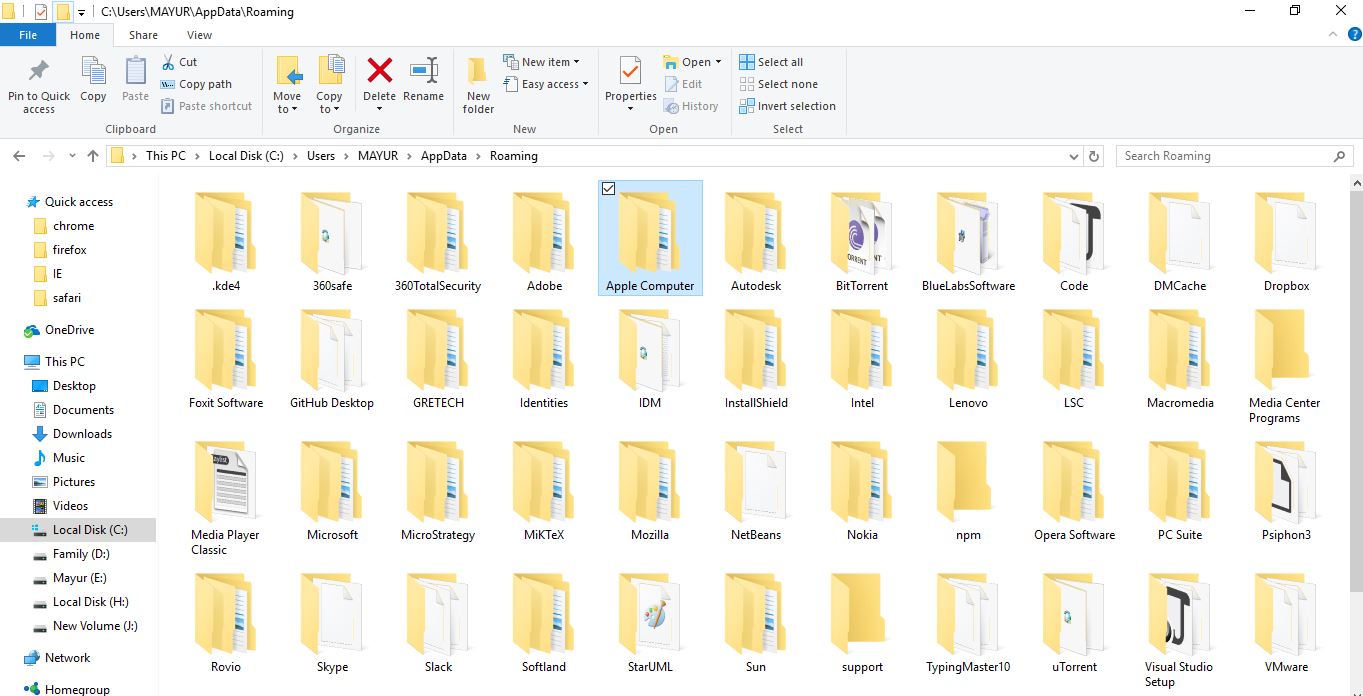 C:\Users\MAYUR\AppData\Roaming
File Home Share View
Pin to Quick access
Copy
Paste
Cut
Copy path
Paste shortcut
Clipboard
Move to
Copy to
Delete
Rename
Organize
New folder
New item
Easy access
New
Properties
Open
Edit
History
Open
Select all
Select none
Invert selection
Select
This PC > Local Disk (C:) > Users > MAYUR > AppData > Roaming
Search Roaming
Quick access
chrome
firefox
IE
safari
OneDrive
This PC
Desktop
Documents
Downloads
Music
Pictures
Videos
Local Disk (C:)
Family (D:)
Mayur (E:)
Local Disk (H:)
New Volume (J:)
Network
Homegroup
.kde4 360safe 360TotalSecurity Adobe Apple Computer Autodesk BitTorrent BlueLabsSoftware Code DMCache Dropbox
Foxit Software GitHub Desktop GRETECH Identities IDM InstallShield Intel Lenovo LSC Macromedia Media Center Programs
Media Player Classic Microsoft MicroStrategy MiKTeX Mozilla NetBeans Nokia npm Opera Software PC Suite Psiphon3
Rovio Skype Slack Softland StarUML Sun support TypingMaster10 uTorrent Visual Studio Setup VMware